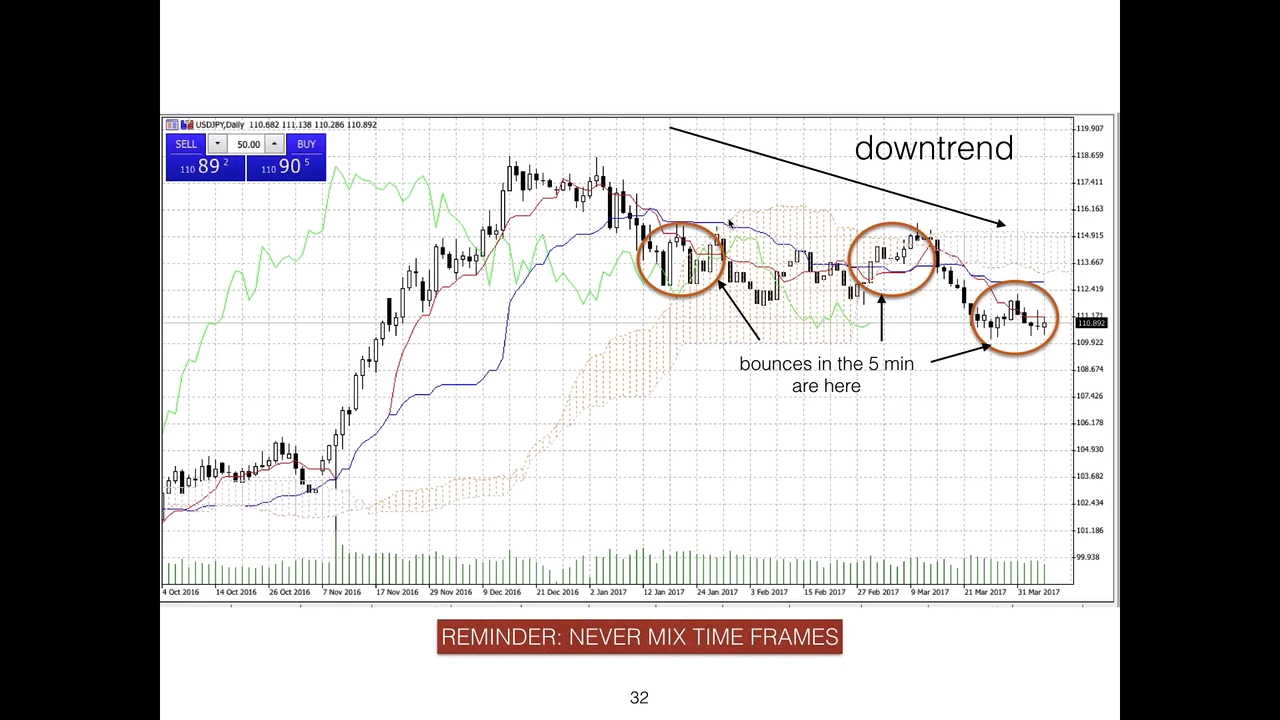 USDJPY,Daily 110.682 111.138 110.286 110.892
SELL 50.00 BUY
110 89 2 110 90 5
downtrend
119.907
118.659
117.411
116.163
114.915
113.667
112.419
111.171
110.892
109.922
108.674
107.426
106.178
104.930
103.682
102.434
101.186
99.938
bounces in the 5 min
are here
4 Oct 2016 14 Oct 2016 26 Oct 2016 7 Nov 2016 17 Nov 2016 29 Nov 2016 9 Dec 2016 21 Dec 2016 2 Jan 2017 12 Jan 2017 24 Jan 2017 3 Feb 2017 15 Feb 2017 27 Feb 2017 9 Mar 2017 21 Mar 2017 31 Mar 2017
REMINDER: NEVER MIX TIME FRAMES
32